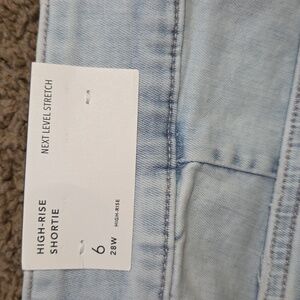 NEXT LEVEL STRETCH
HIGH-RISE
SHORTIE
6
28W
HIGH-RISE